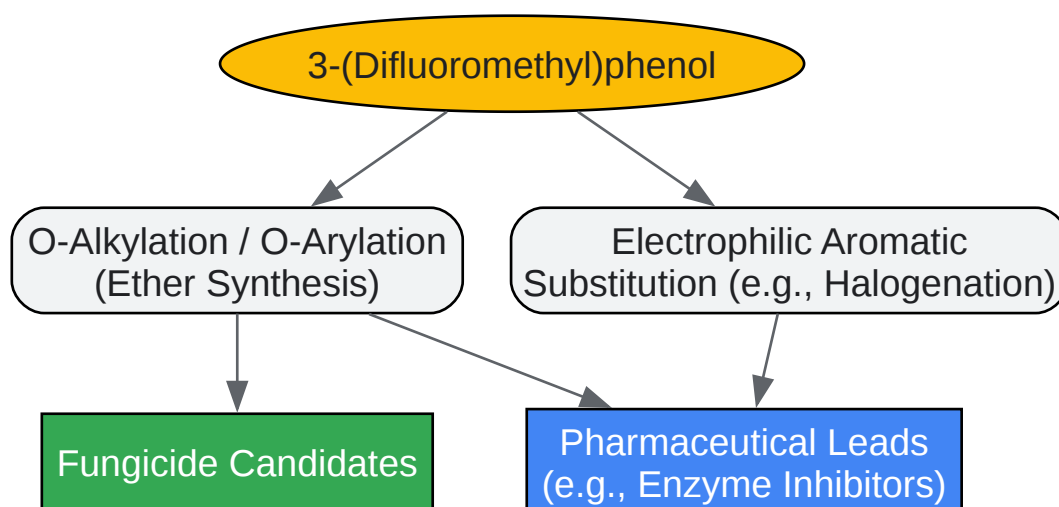 3-(Difluoromethyl)phenol
O-Alkylation / O-Arylation
(Ether Synthesis)
Electrophilic Aromatic
Substitution (e.g., Halogenation)
Fungicide Candidates
Pharmaceutical Leads
(e.g., Enzyme Inhibitors)